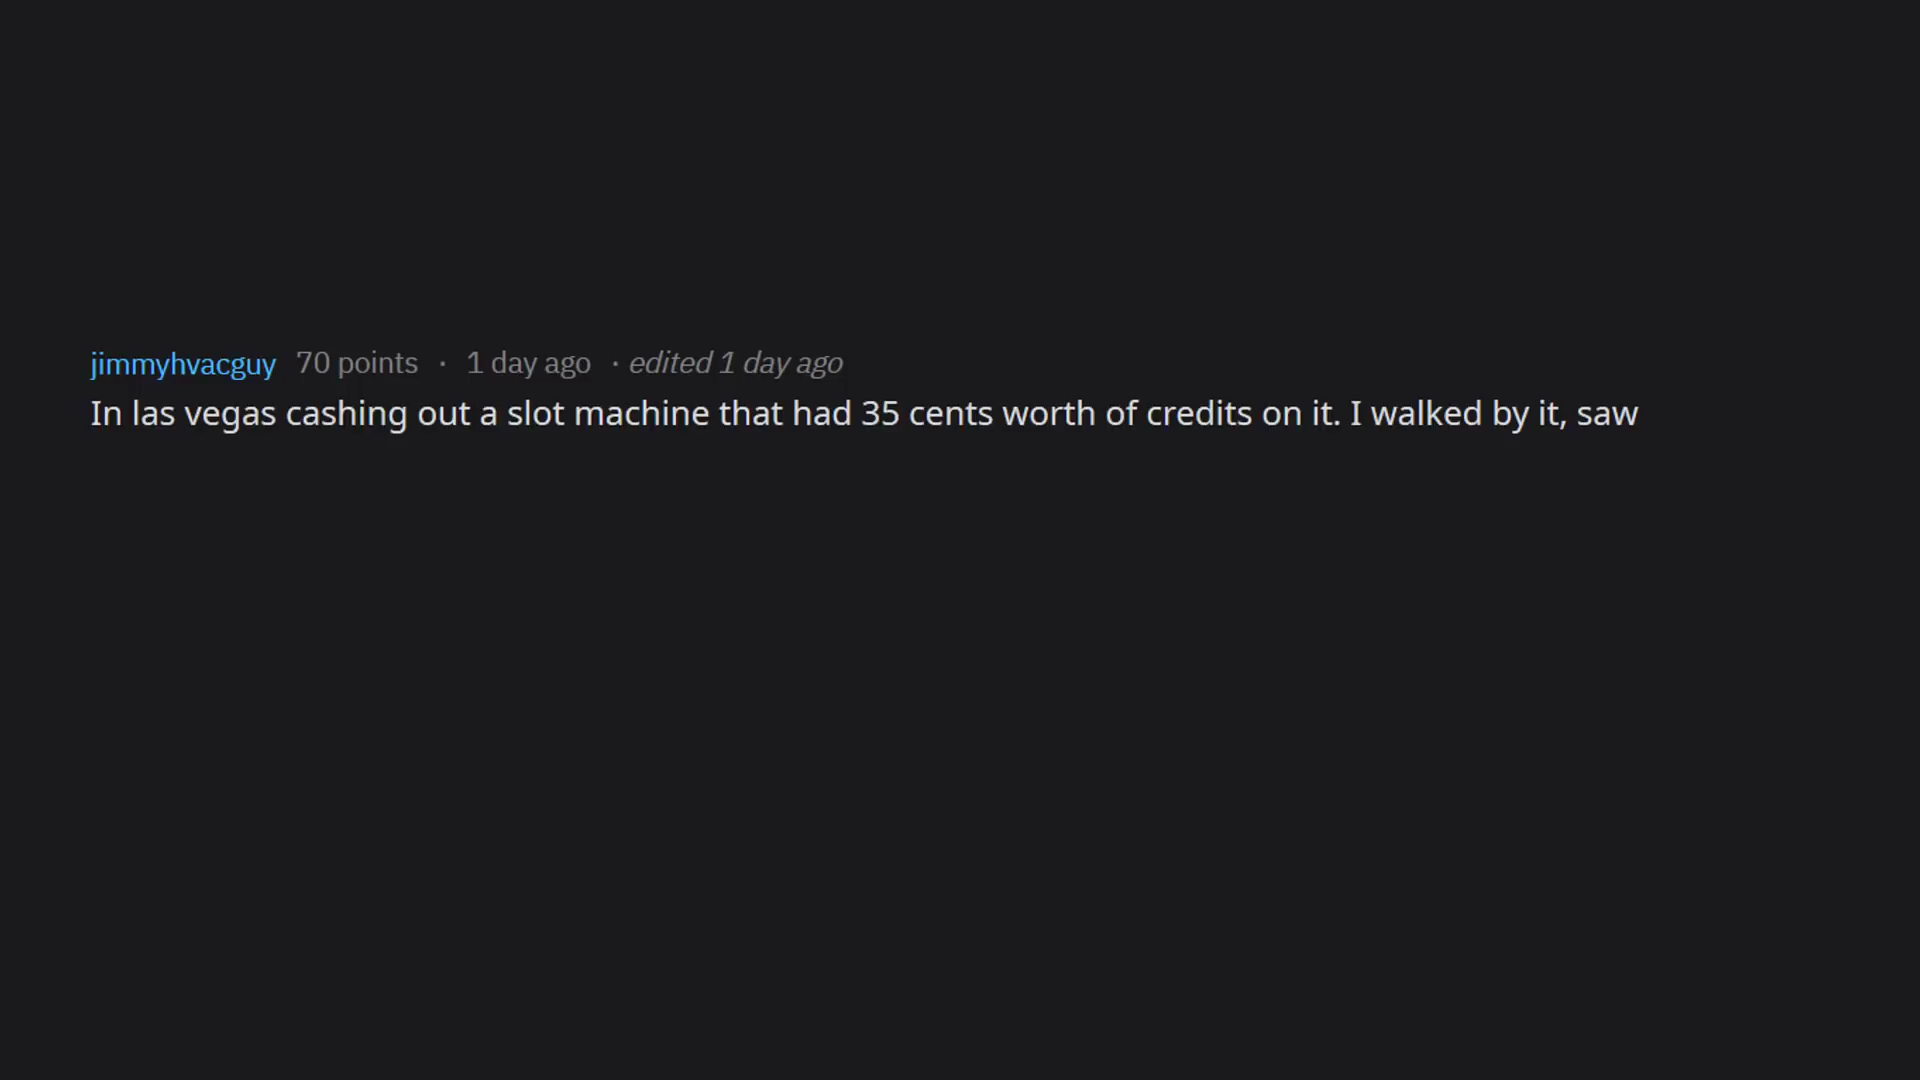 jimmyhvacguy 70 points · 1 day ago · edited 1 day ago
In las vegas cashing out a slot machine that had 35 cents worth of credits on it. I walked by it, saw